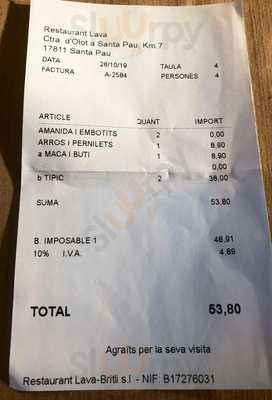 Restaurant Lava
Ctra. d'Olot a Santa Pau, Km.7
17811 Santa Pau
DATA 26/10/19 TAULA 4
FACTURA A-2584 PERSONES 4
ARTICLE QUANT IMPORT
AMANIDA I EMBOTITS 2 0,00
ARROS I PERNILETS 1 8,90
a MACA I BUTI 1 8,90
0,00
b TIPIC 2 36,00
SUMA 53,80
B. IMPOSABLE 1 48,91
10% I.V.A. 4,89
TOTAL 53,80
Agraïts per la seva visita
Restaurant Lava-Britli s.l - NIF: B17276031